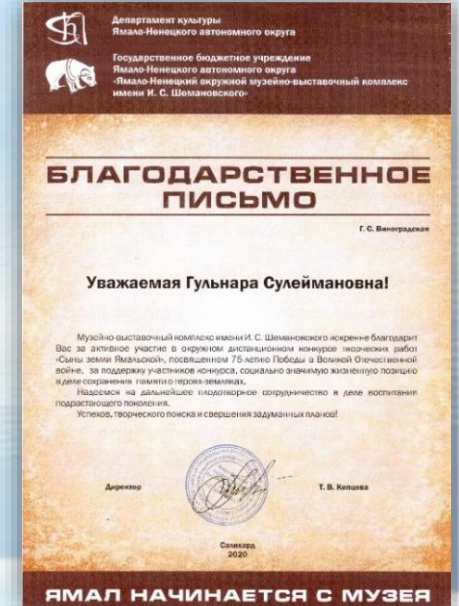 Департамент культуры
Ямало-Ненецкого автономного округа
Государственное бюджетное учреждение
Ямало-Ненецкого автономного округа
«Ямало-Ненецкий окружной музейно-выставочный комплекс
имени И. С. Шемановского»
БЛАГОДАРСТВЕННОЕ
ПИСЬМО
Г. С. Виноградская
Уважаемая Гульнара Сулеймановна!
Музейно-выставочный комплекс имени И. С. Шемановского искренне благодарит
Вас за активное участие в окружном дистанционном конкурсе творческих работ
«Сыны земли Ямальской», посвященном 75-летию Победы в Великой Отечественной
войне, за поддержку участников конкурса, социально значимую жизненную позицию
в деле сохранения памяти о героях-земляках.
Надеемся на дальнейшее плодотворное сотрудничество в деле воспитания
подрастающего поколения.
Успехов, творческого поиска и свершения задуманных планов!
Директор
Т. В. Копцева
Салехард
2020
ЯМАЛ НАЧИНАЕТСЯ С МУЗЕЯ